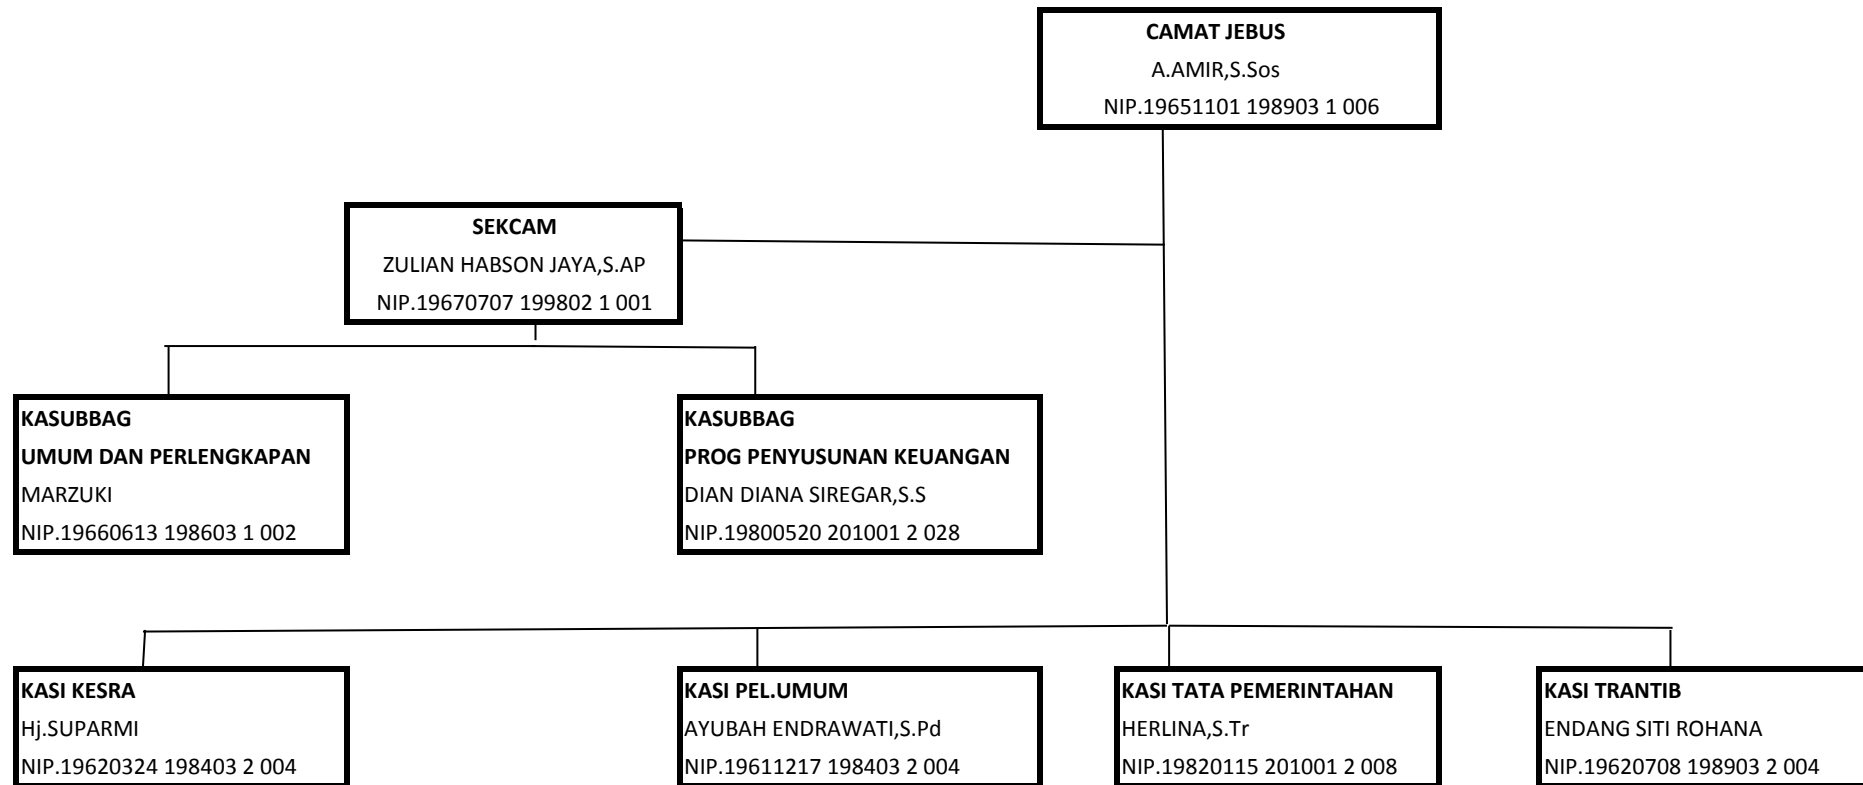 CAMAT JEBUS
A.AMIR,S.Sos
NIP.19651101 198903 1 006
SEKCAM
ZULIAN HABSON JAYA,S.AP
NIP.19670707 199802 1 001
KASUBBAG
UMUM DAN PERLENGKAPAN
MARZUKI
NIP.19660613 198603 1 002
KASUBBAG
PROG PENYUSUNAN KEUANGAN
DIAN DIANA SIREGAR,S.S
NIP.19800520 201001 2 028
KASI KESRA
Hj.SUPARMI
NIP.19620324 198403 2 004
KASI PEL.UMUM
AYUBAH ENDRAWATI,S.Pd
NIP.19611217 198403 2 004
KASI TATA PEMERINTAHAN
HERLINA,S.Tr
NIP.19820115 201001 2 008
KASI TRANTIB
ENDANG SITI ROHANA
NIP.19620708 198903 2 004